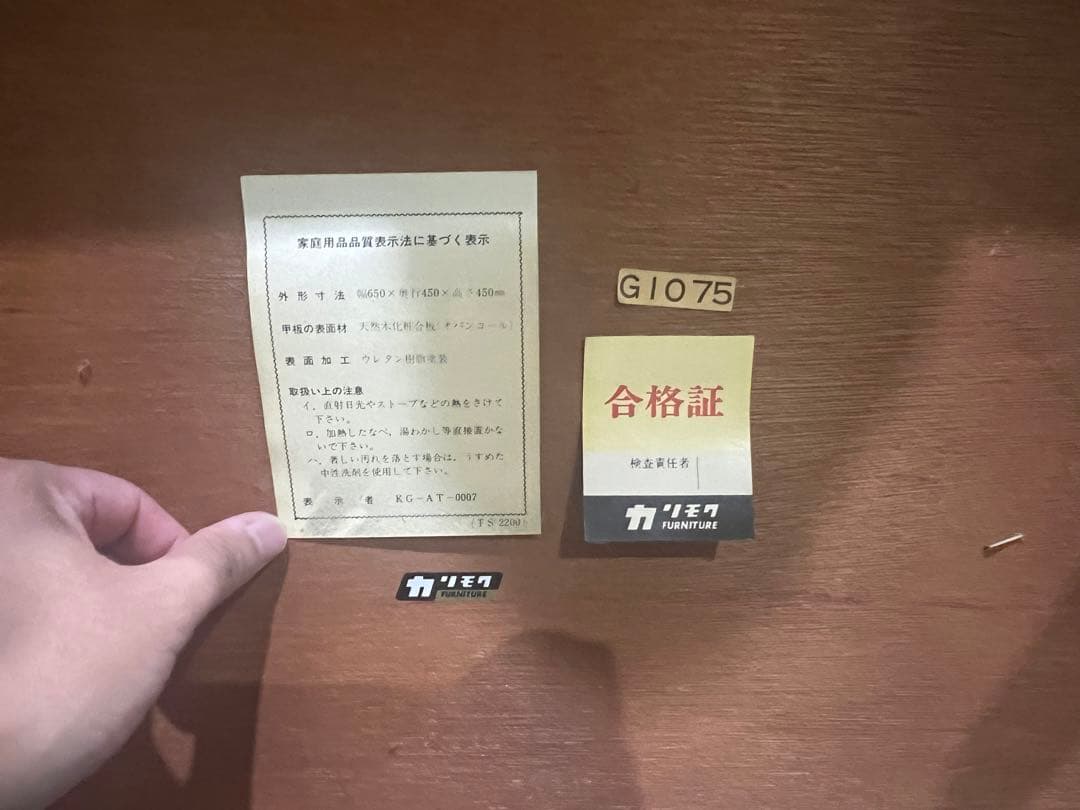 家庭用品品質表示法に基づく表示
外形寸法 幅650×奥行450×高さ450㎜
甲板の表面材 天然木化粧合板(オバンコール)
表面加工 ウレタン樹脂塗装
取扱い上の注意
イ．直射日光やストーブなどの熱をさけて
下さい。
ロ．加熱したなべ，湯わかし等直接置かな
いで下さい。
ハ．著しい汚れを落とす場合は，うすめた
中性洗剤を使用して下さい。
表示者 KG-AT-0007
(TS2200)
カリモク
FURNITURE
G1075
合格証
検査責任者
カリモク
FURNITURE